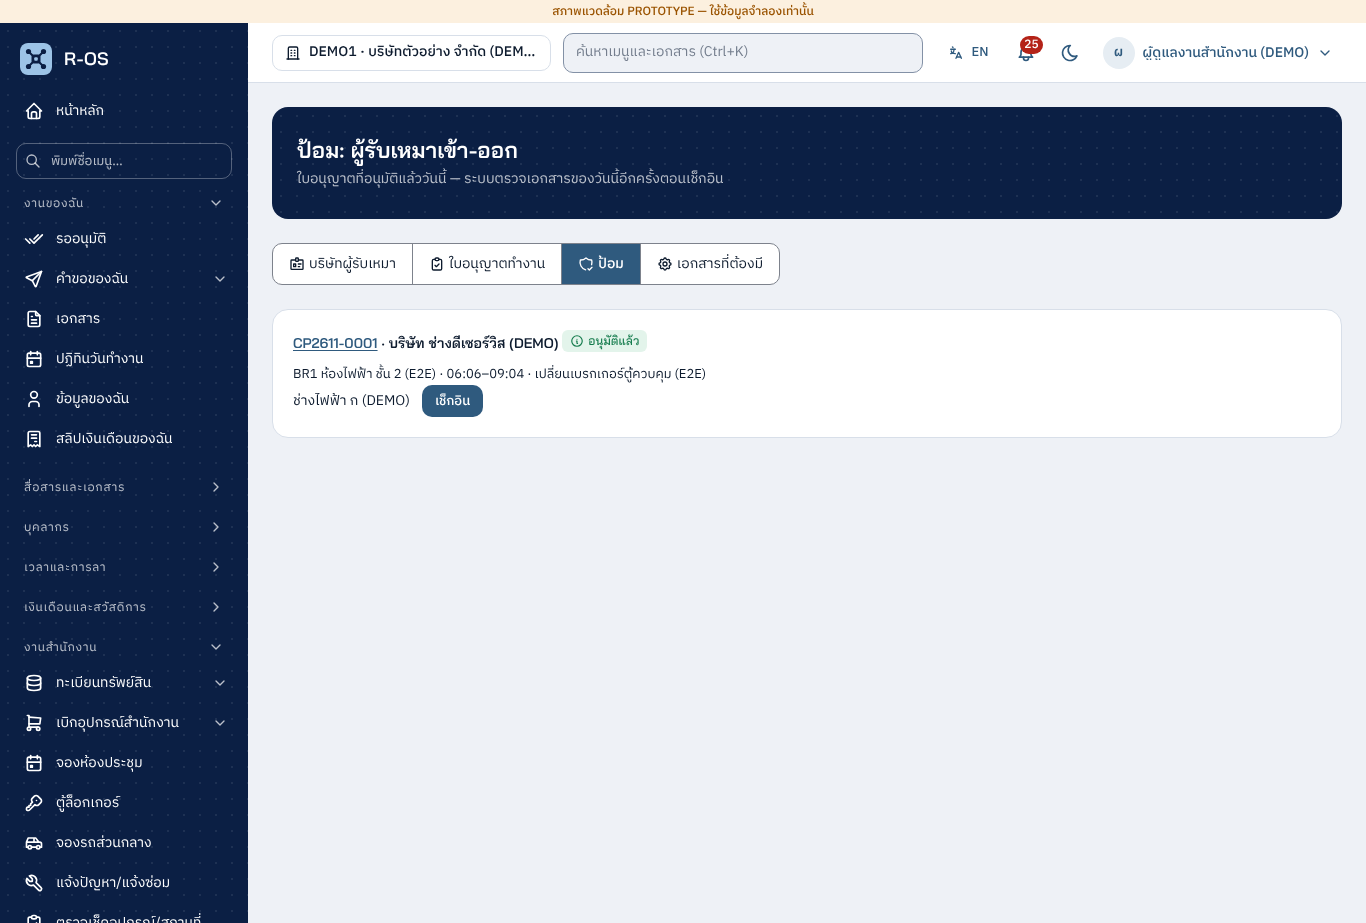 สภาพแวดล้อม PROTOTYPE — ใช้ข้อมูลจำลองเท่านั้น
R-OS
DEMO1 · บริษัทตัวอย่าง จำกัด (DEM...
ค้นหาเมนูและเอกสาร (Ctrl+K)
EN
25
ผ
ผู้ดูแลงานสำนักงาน (DEMO)
หน้าหลัก
พิมพ์ชื่อเมนู...
งานของฉัน
รออนุมัติ
คำขอของฉัน
เอกสาร
ปฏิทินวันทำงาน
ข้อมูลของฉัน
สลิปเงินเดือนของฉัน
สื่อสารและเอกสาร
บุคลากร
เวลาและการลา
เงินเดือนและสวัสดิการ
งานสำนักงาน
ทะเบียนทรัพย์สิน
เบิกอุปกรณ์สำนักงาน
จองห้องประชุม
ตู้ล็อกเกอร์
จองรถส่วนกลาง
แจ้งปัญหา/แจ้งซ่อม
ตรวจเช็คอุปกรณ์/สถานที่
ป้อม: ผู้รับเหมาเข้า-ออก
ใบอนุญาตที่อนุมัติแล้ววันนี้ — ระบบตรวจเอกสารของวันนี้อีกครั้งตอนเช็กอิน
บริษัทผู้รับเหมา
ใบอนุญาตทำงาน
ป้อม
เอกสารที่ต้องมี
CP2611-0001 · บริษัท ช่างดีเซอร์วิส (DEMO) อนุมัติแล้ว
BR1 ห้องไฟฟ้า ชั้น 2 (E2E) · 06:06–09:04 · เปลี่ยนเบรกเกอร์ตู้ควบคุม (E2E)
ช่างไฟฟ้า ก (DEMO) เช็กอิน